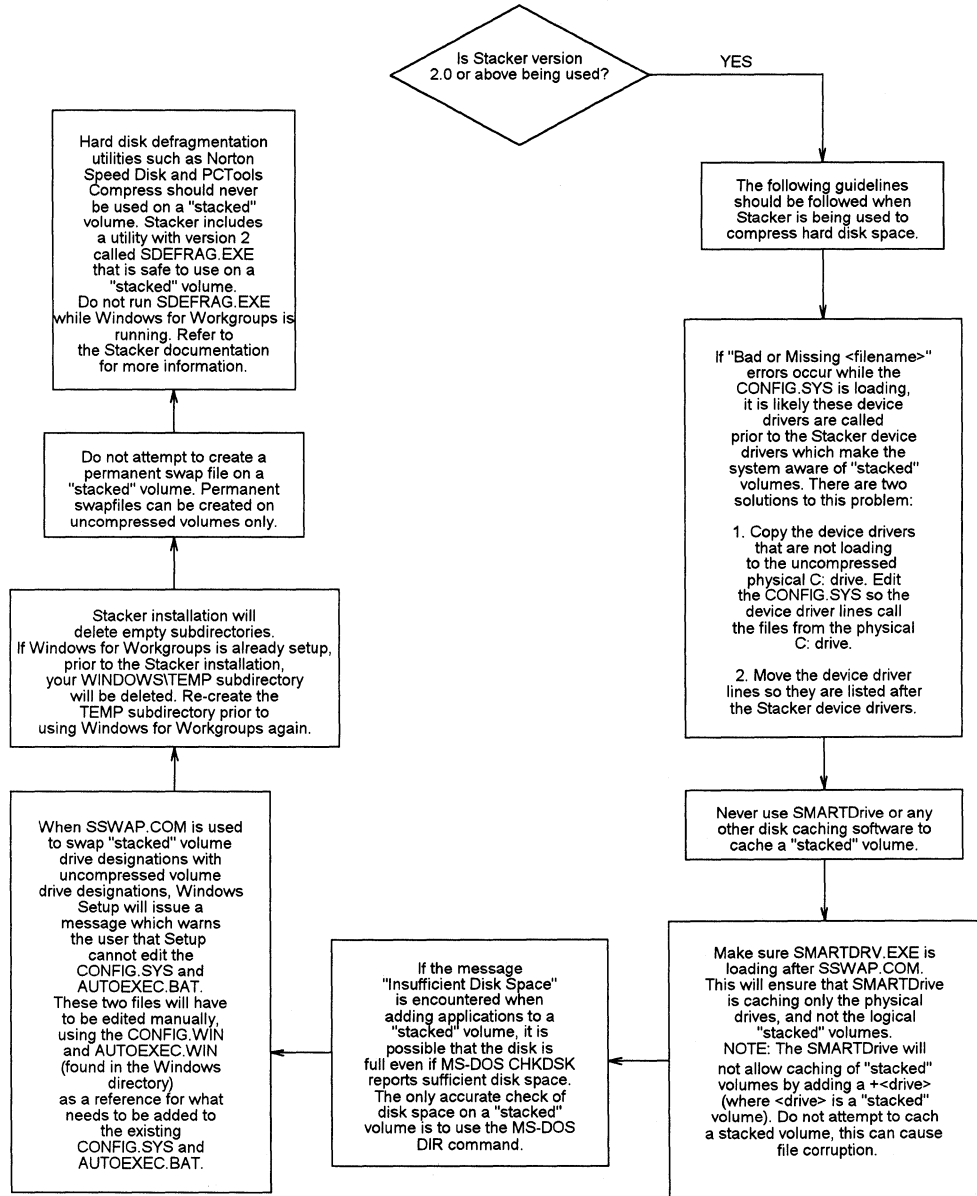 Is Stacker version
2.0 or above being used?
YES
The following guidelines
should be followed when
Stacker is being used to
compress hard disk space.
If "Bad or Missing <filename>"
errors occur while the
CONFIG.SYS is loading,
it is likely these device
drivers are called
prior to the Stacker device
drivers which make the
system aware of "stacked"
volumes. There are two
solutions to this problem:
1. Copy the device drivers
that are not loading
to the uncompressed
physical C: drive. Edit
the CONFIG.SYS so the
device driver lines call
the files from the physical
C: drive.
2. Move the device driver
lines so they are listed after
the Stacker device drivers.
Never use SMARTDrive or any
other disk caching software to
cache a "stacked" volume.
Make sure SMARTDRV.EXE is
loading after SSWAP.COM.
This will ensure that SMARTDrive
is caching only the physical
drives, and not the logical
"stacked" volumes.
NOTE: The SMARTDrive will
not allow caching of "stacked"
volumes by adding a +<drive>
(where <drive> is a "stacked"
volume). Do not attempt to cach
a stacked volume, this can cause
file corruption.
If the message
"Insufficient Disk Space"
is encountered when
adding applications to a
"stacked" volume, it is
possible that the disk is
full even if MS-DOS CHKDSK
reports sufficient disk space.
The only accurate check of
disk space on a "stacked"
volume is to use the MS-DOS
DIR command.
When SSWAP.COM is used
to swap "stacked" volume
drive designations with
uncompressed volume
drive designations, Windows
Setup will issue a
message which warns
the user that Setup
cannot edit the
CONFIG.SYS and
AUTOEXEC.BAT.
These two files will have
to be edited manually,
using the CONFIG.WIN
and AUTOEXEC.WIN
(found in the Windows
directory)
as a reference for what
needs to be added to
the existing
CONFIG.SYS and
AUTOEXEC.BAT.
Stacker installation will
delete empty subdirectories.
If Windows for Workgroups is already setup,
prior to the Stacker installation,
your WINDOWS\TEMP subdirectory
will be deleted. Re-create the
TEMP subdirectory prior to
using Windows for Workgroups again.
Do not attempt to create a
permanent swap file on a
"stacked" volume. Permanent
swapfiles can be created on
uncompressed volumes only.
Hard disk defragmentation
utilities such as Norton
Speed Disk and PCTools
Compress should never
be used on a "stacked"
volume. Stacker includes
a utility with version 2
called SDEFRAG.EXE
that is safe to use on a
"stacked" volume.
Do not run SDEFRAG.EXE
while Windows for Workgroups is
running. Refer to
the Stacker documentation
for more information.